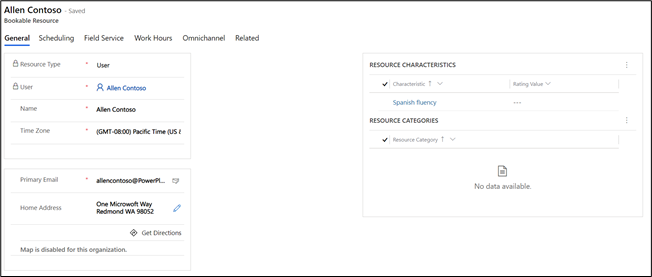 Allen Contoso - Saved
Bookable Resource
General Scheduling Field Service Work Hours Omnichannel Related
Resource Type * User
User * Allen Contoso
Name * Allen Contoso
Time Zone * (GMT-08:00) Pacific Time (US &
Primary Email * allencontoso@PowerPl...
Home Address One Microsoft Way
Redmond WA 98052
Get Directions
Map is disabled for this organization.
RESOURCE CHARACTERISTICS
Characteristic Rating Value
Spanish fluency ---
RESOURCE CATEGORIES
Resource Category
No data available.